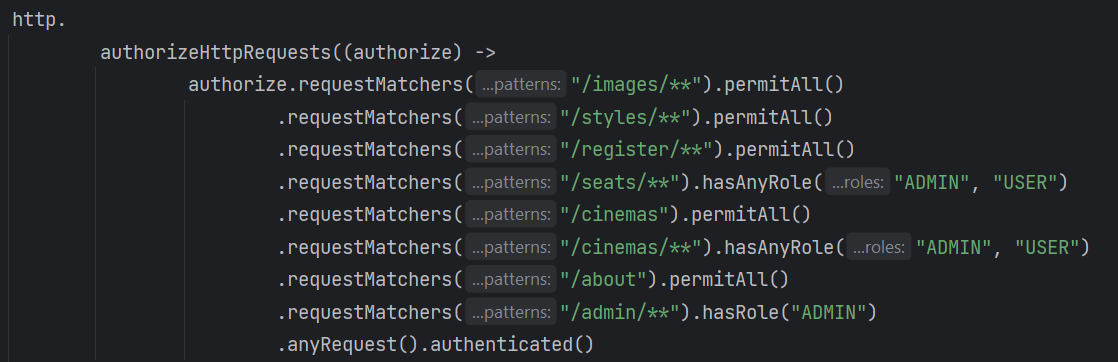 http.
authorizeHttpRequests((authorize) ->
authorize.requestMatchers( ...patterns: "/images/**").permitAll()
.requestMatchers( ...patterns: "/styles/**").permitAll()
.requestMatchers( ...patterns: "/register/**").permitAll()
.requestMatchers( ...patterns: "/seats/**").hasAnyRole( ...roles: "ADMIN", "USER")
.requestMatchers( ...patterns: "/cinemas").permitAll()
.requestMatchers( ...patterns: "/cinemas/**").hasAnyRole( ...roles: "ADMIN", "USER")
.requestMatchers( ...patterns: "/about").permitAll()
.requestMatchers( ...patterns: "/admin/**").hasRole("ADMIN")
.anyRequest().authenticated()